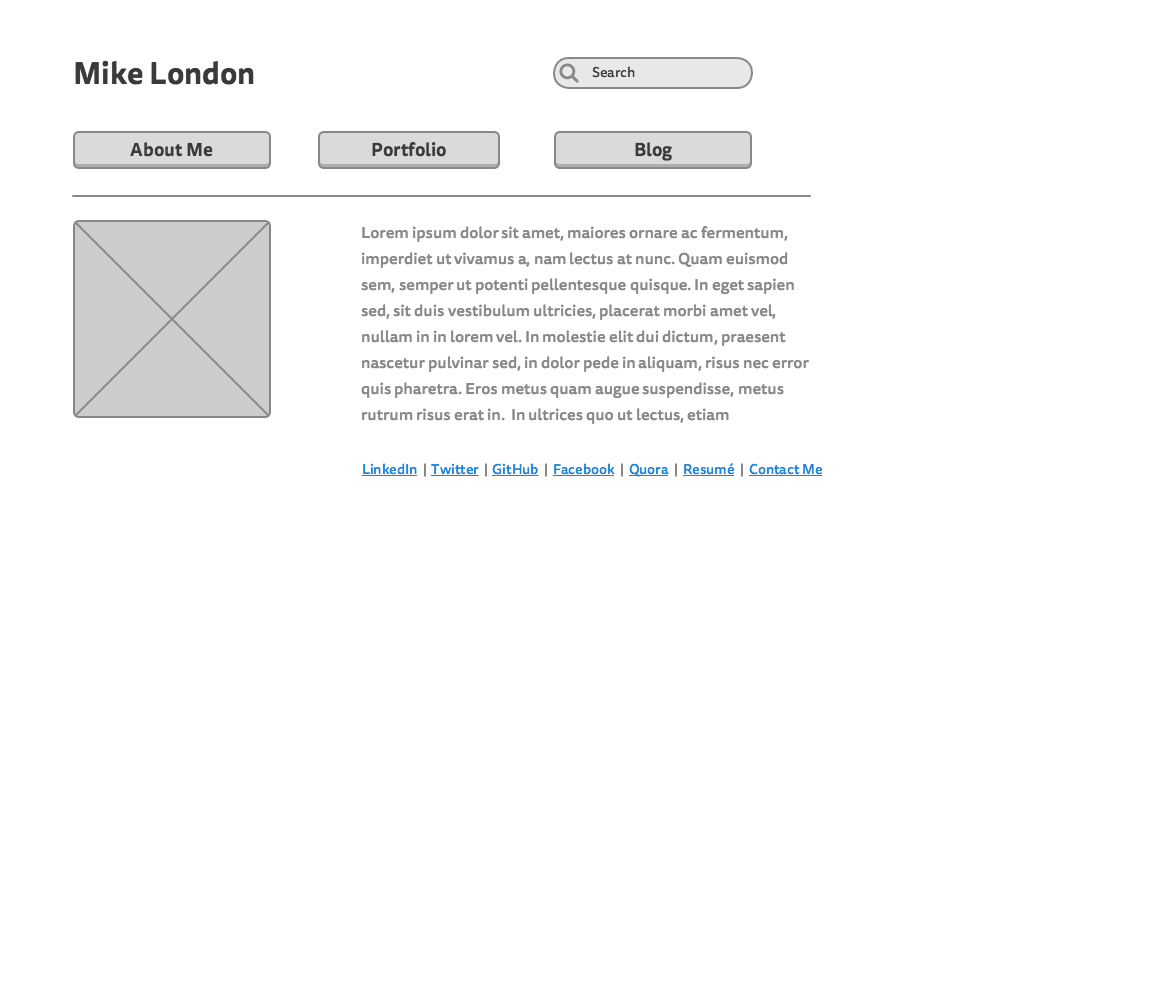 Mike London
Search
About Me
Portfolio
Blog
Lorem ipsum dolor sit amet, maiores ornare ac fermentum,
imperdiet ut vivamus a, nam lectus at nunc. Quam euismod
sem, semper ut potenti pellentesque quisque. In eget sapien
sed, sit duis vestibulum ultricies, placerat morbi amet vel,
nullam in in lorem vel. In molestie elit dui dictum, praesent
nascetur pulvinar sed, in dolor pede in aliquam, risus nec error
quis pharetra. Eros metus quam augue suspendisse, metus
rutrum risus erat in.  In ultrices quo ut lectus, etiam
LinkedIn | Twitter | GitHub | Facebook | Quora | Resumé | Contact Me